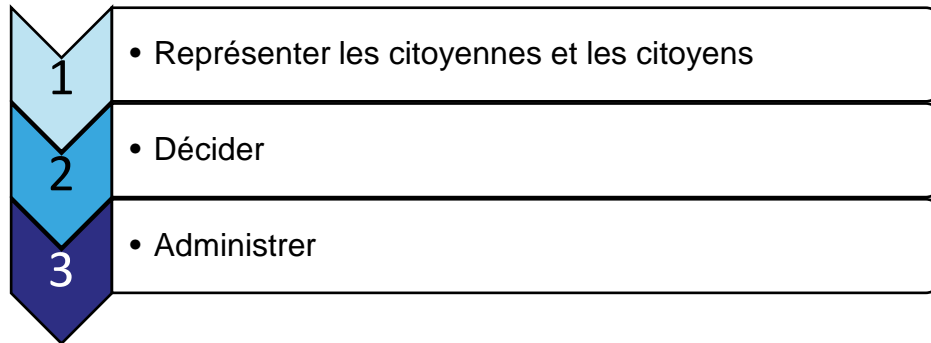 1
• Représenter les citoyennes et les citoyens
2
• Décider
3
• Administrer